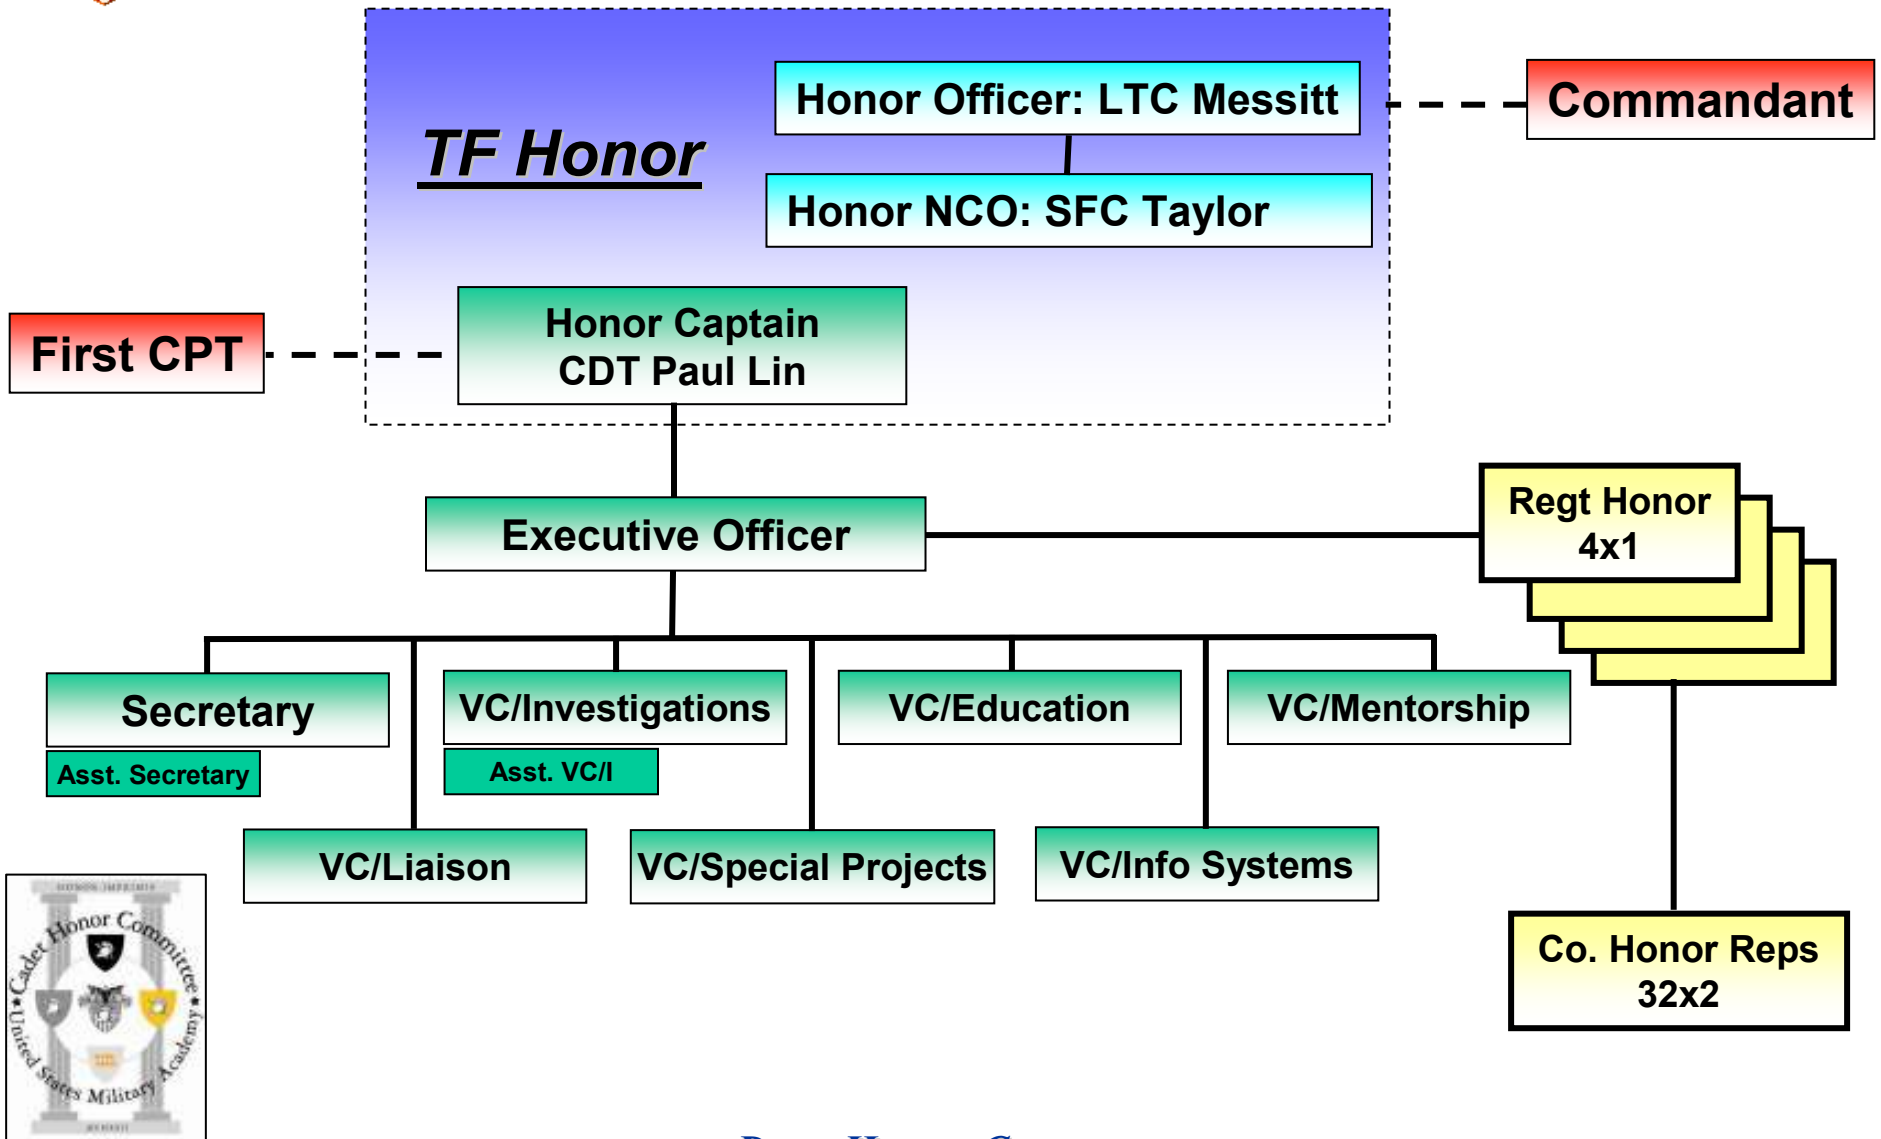 Honor Officer: LTC Messitt
Commandant
TF Honor
Honor NCO: SFC Taylor
Honor Captain
CDT Paul Lin
First CPT
Regt Honor
4x1
Executive Officer
Secretary
VC/Investigations
VC/Education
VC/Mentorship
Asst. Secretary
Asst. VC/I
VC/Liaison
VC/Special Projects
VC/Info Systems
Co. Honor Reps
32x2
Cadet Honor Committee
United States Military Academy